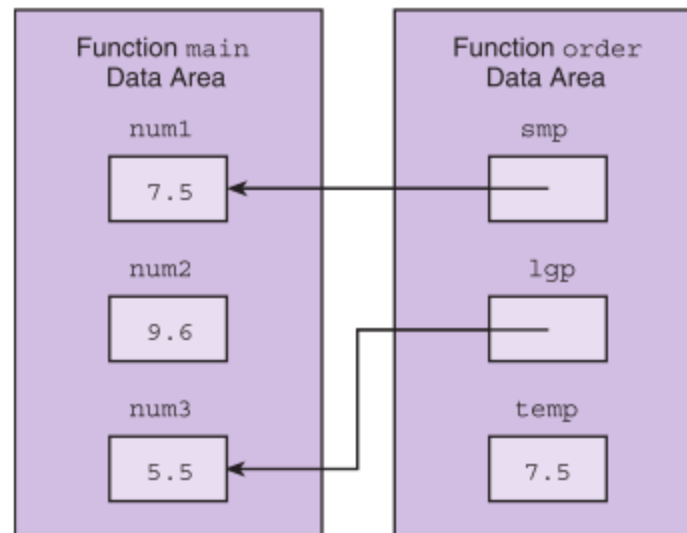 Function main
Data Area
num1
7.5
num2
9.6
num3
5.5
Function order
Data Area
smp
lgp
temp
7.5